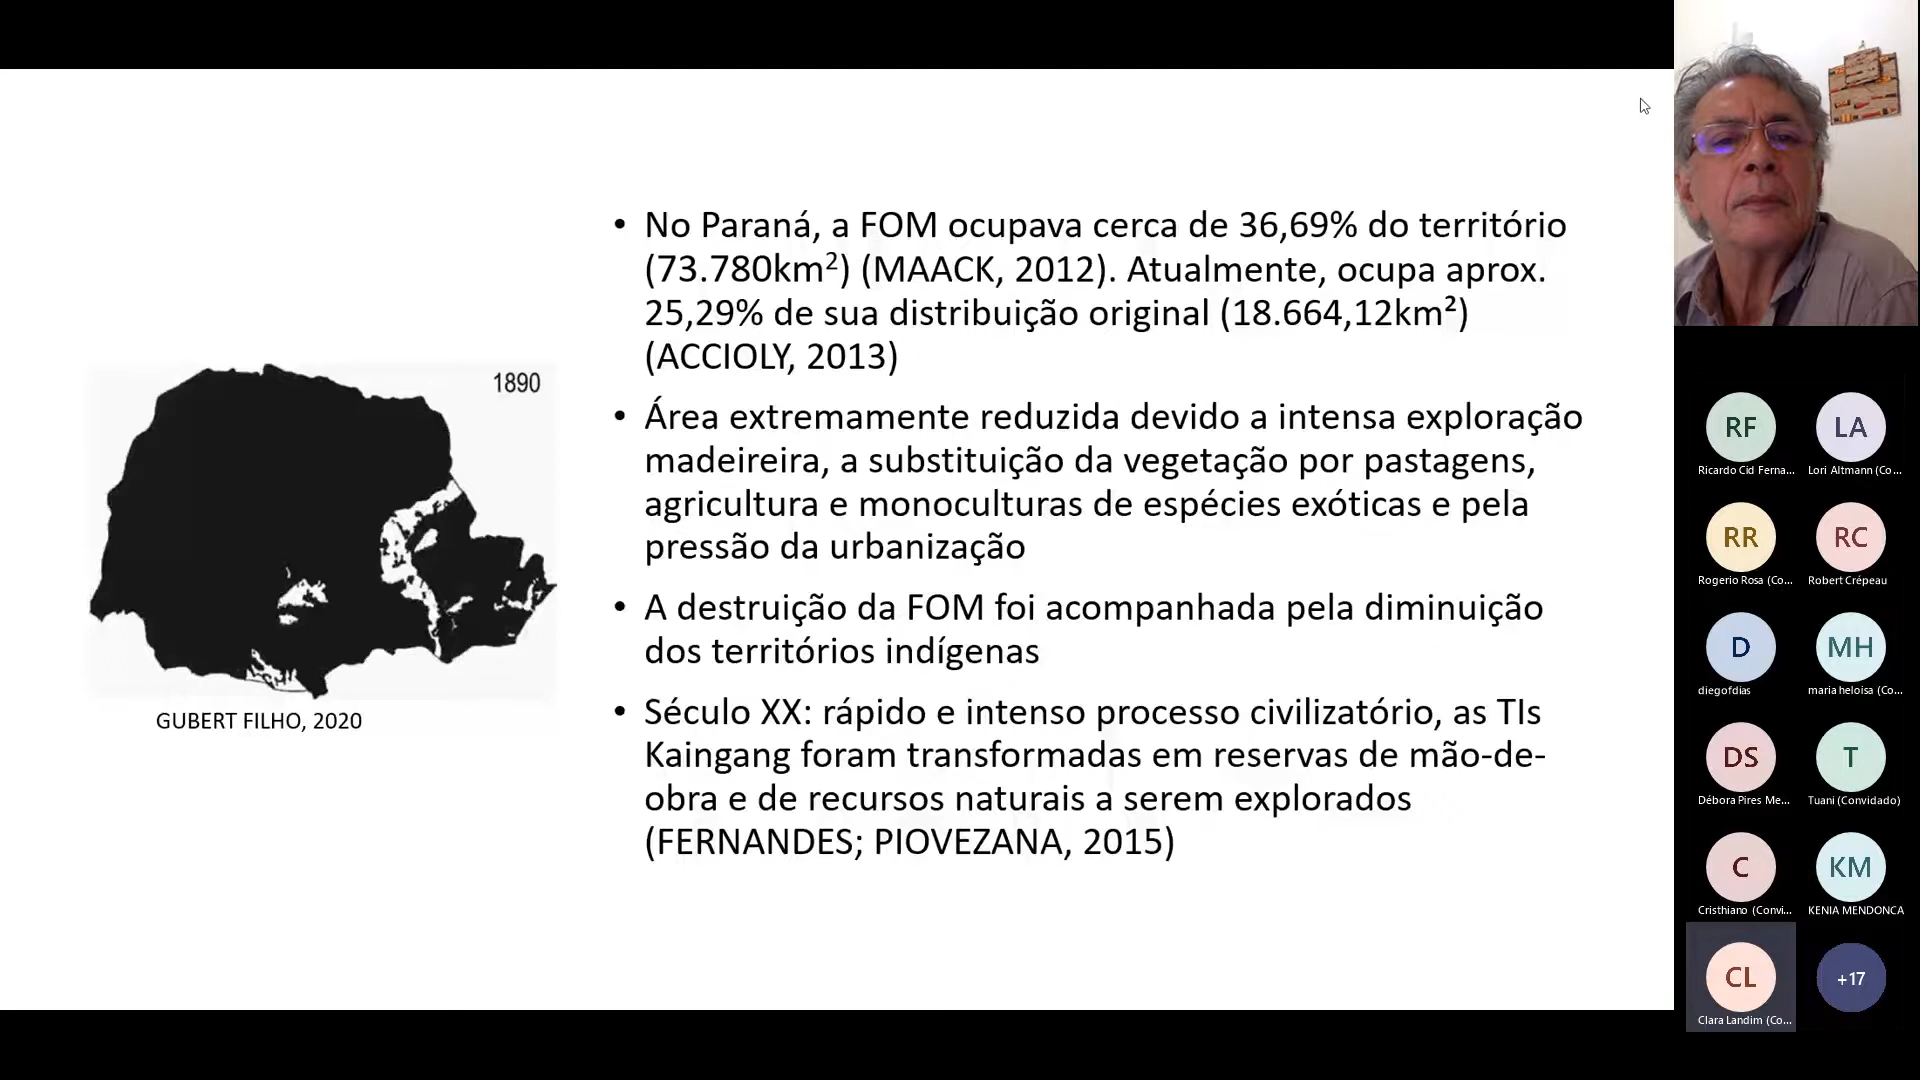 • No Paraná, a FOM ocupava cerca de 36,69% do território
(73.780km²) (MAACK, 2012). Atualmente, ocupa aprox.
25,29% de sua distribuição original (18.664,12km²)
(ACCIOLY, 2013)
• Área extremamente reduzida devido a intensa exploração
madeireira, a substituição da vegetação por pastagens,
agricultura e monoculturas de espécies exóticas e pela
pressão da urbanização
• A destruição da FOM foi acompanhada pela diminuição
dos territórios indígenas
• Século XX: rápido e intenso processo civilizatório, as TIs
Kaingang foram transformadas em reservas de mão-de-
obra e de recursos naturais a serem explorados
(FERNANDES; PIOVEZANA, 2015)
1890
GUBERT FILHO, 2020
RF
Ricardo Cid Ferna...
LA
Lori Altmann (Co...
RR
Rogerio Rosa (Co...
RC
Robert Crépeau
D
diegofdias
MH
maria heloisa (Co...
DS
Débora Pires Me...
T
Tuani (Convidado)
C
Cristhiano (Convi...
KM
KENIA MENDONCA
CL
Clara Landim (Co...
+17